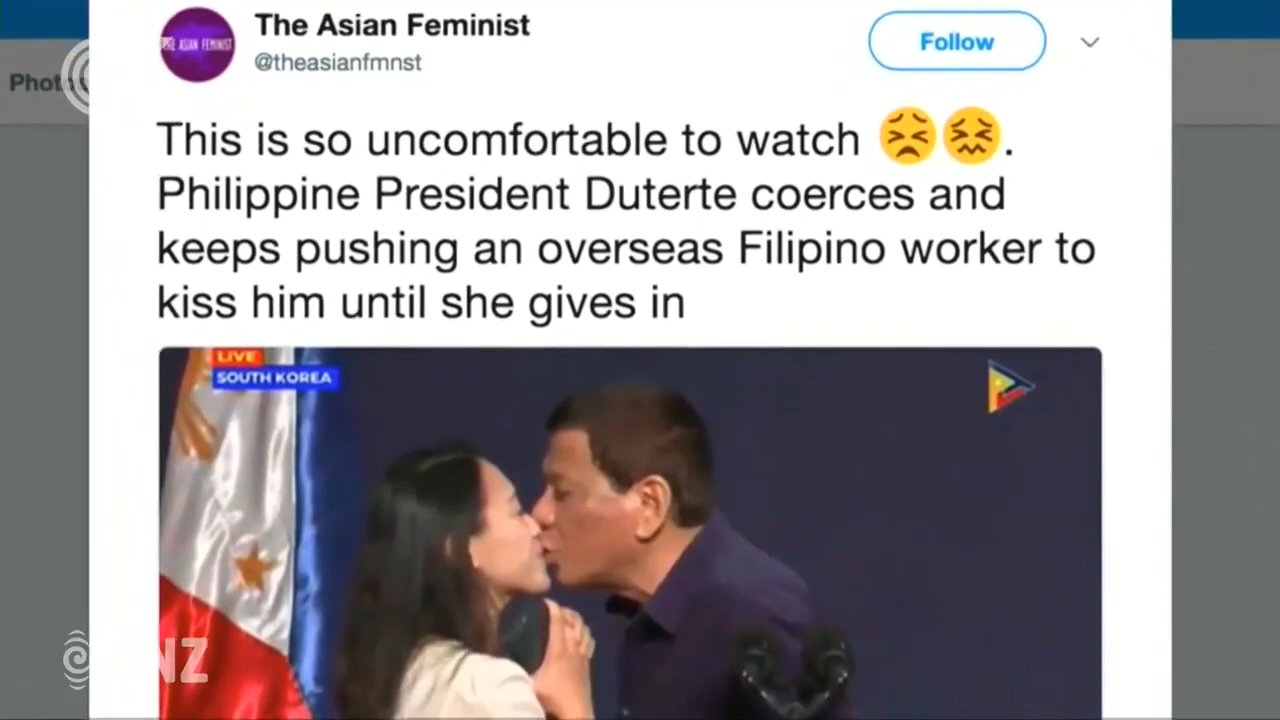 The Asian Feminist
@theasianfmnst
Follow
This is so uncomfortable to watch 😣😖.
Philippine President Duterte coerces and
keeps pushing an overseas Filipino worker to
kiss him until she gives in
LIVE
SOUTH KOREA
NZ